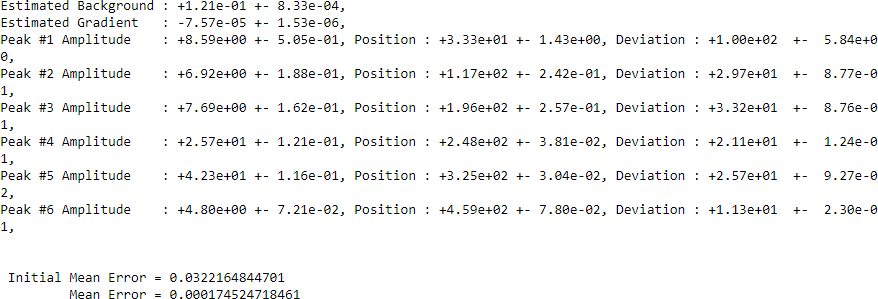 Estimated Background : +1.21e-01 +- 8.33e-04,
Estimated Gradient   : -7.57e-05 +- 1.53e-06,
Peak #1 Amplitude    : +8.59e+00 +- 5.05e-01, Position : +3.33e+01 +- 1.43e+00, Deviation : +1.00e+02  +-  5.84e+0
0,
Peak #2 Amplitude    : +6.92e+00 +- 1.88e-01, Position : +1.17e+02 +- 2.42e-01, Deviation : +2.97e+01  +-  8.77e-0
1,
Peak #3 Amplitude    : +7.69e+00 +- 1.62e-01, Position : +1.96e+02 +- 2.57e-01, Deviation : +3.32e+01  +-  8.76e-0
1,
Peak #4 Amplitude    : +2.57e+01 +- 1.21e-01, Position : +2.48e+02 +- 3.81e-02, Deviation : +2.11e+01  +-  1.24e-0
1,
Peak #5 Amplitude    : +4.23e+01 +- 1.16e-01, Position : +3.25e+02 +- 3.04e-02, Deviation : +2.57e+01  +-  9.27e-0
2,
Peak #6 Amplitude    : +4.80e+00 +- 7.21e-02, Position : +4.59e+02 +- 7.80e-02, Deviation : +1.13e+01  +-  2.30e-0
1,
Initial Mean Error = 0.0322164844701
Mean Error = 0.000174524718461